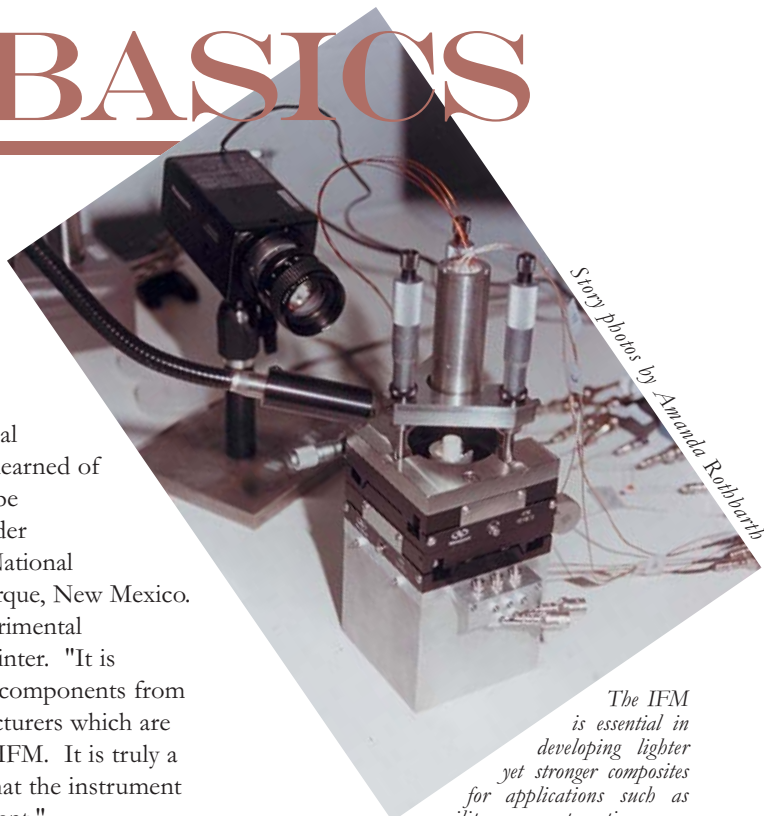 BASICS
Story photos by Amanda Rothbarth
al
earned of
National
rque, New Mexico.
rimental
inter. "It is
components from
cturers which are
IFM. It is truly a
hat the instrument
The IFM
is essential in
developing lighter
yet stronger composites
for applications such as